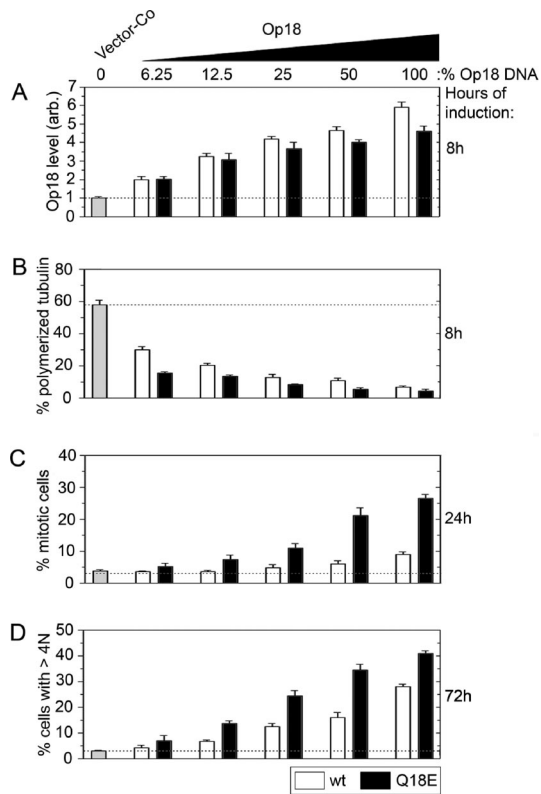 Vector-Co
Op18
0 6.25 12.5 25 50 100 :% Op18 DNA
A
Op18 level (arb.)
7
6
5
4
3
2
1
0
Hours of
induction:
8h
B
% polymerized tubulin
80
60
40
20
0
8h
C
% mitotic cells
40
30
20
10
0
24h
D
% cells with > 4N
50
40
30
20
10
0
72h
wt Q18E